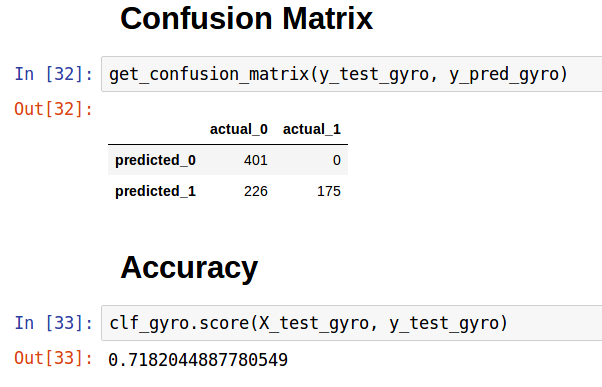 Confusion Matrix
In [32]: get_confusion_matrix(y_test_gyro, y_pred_gyro)
Out[32]:
actual_0 actual_1
predicted_0 401 0
predicted_1 226 175
Accuracy
In [33]: clf_gyro.score(X_test_gyro, y_test_gyro)
Out[33]: 0.7182044887780549